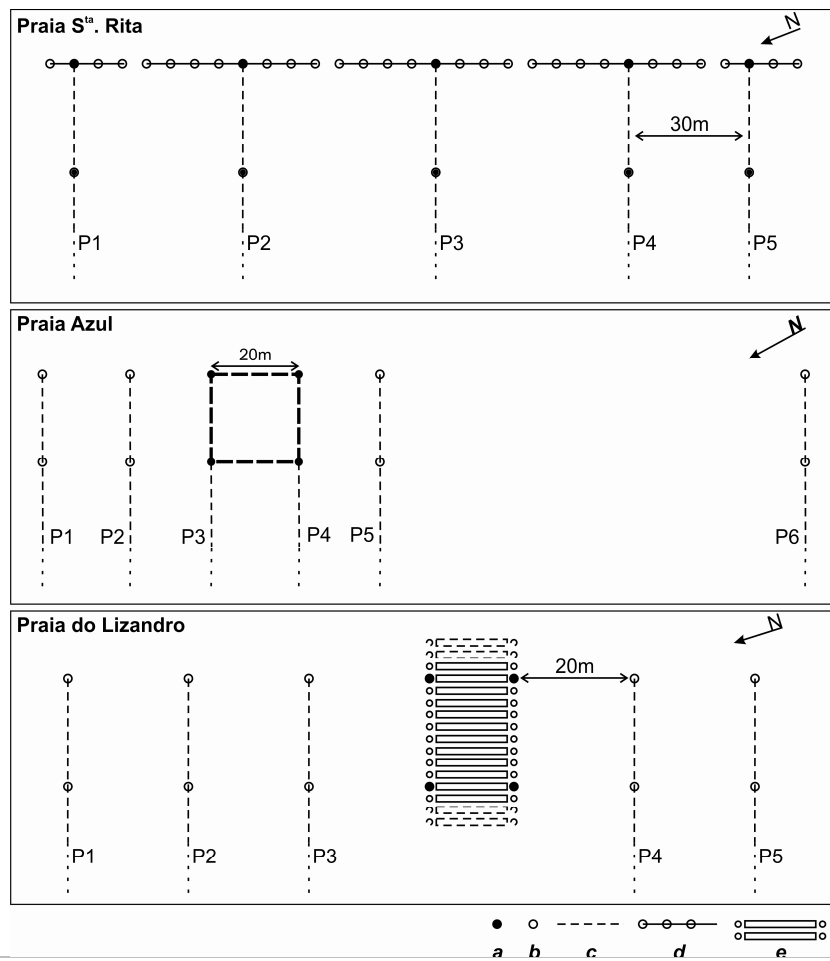 Praia Sta. Rita
N
30m
P1 P2 P3 P4 P5
Praia Azul
N
20m
P1 P2 P3 P4 P5 P6
Praia do Lizandro
N
20m
P1 P2 P3 P4 P5
a b c d e